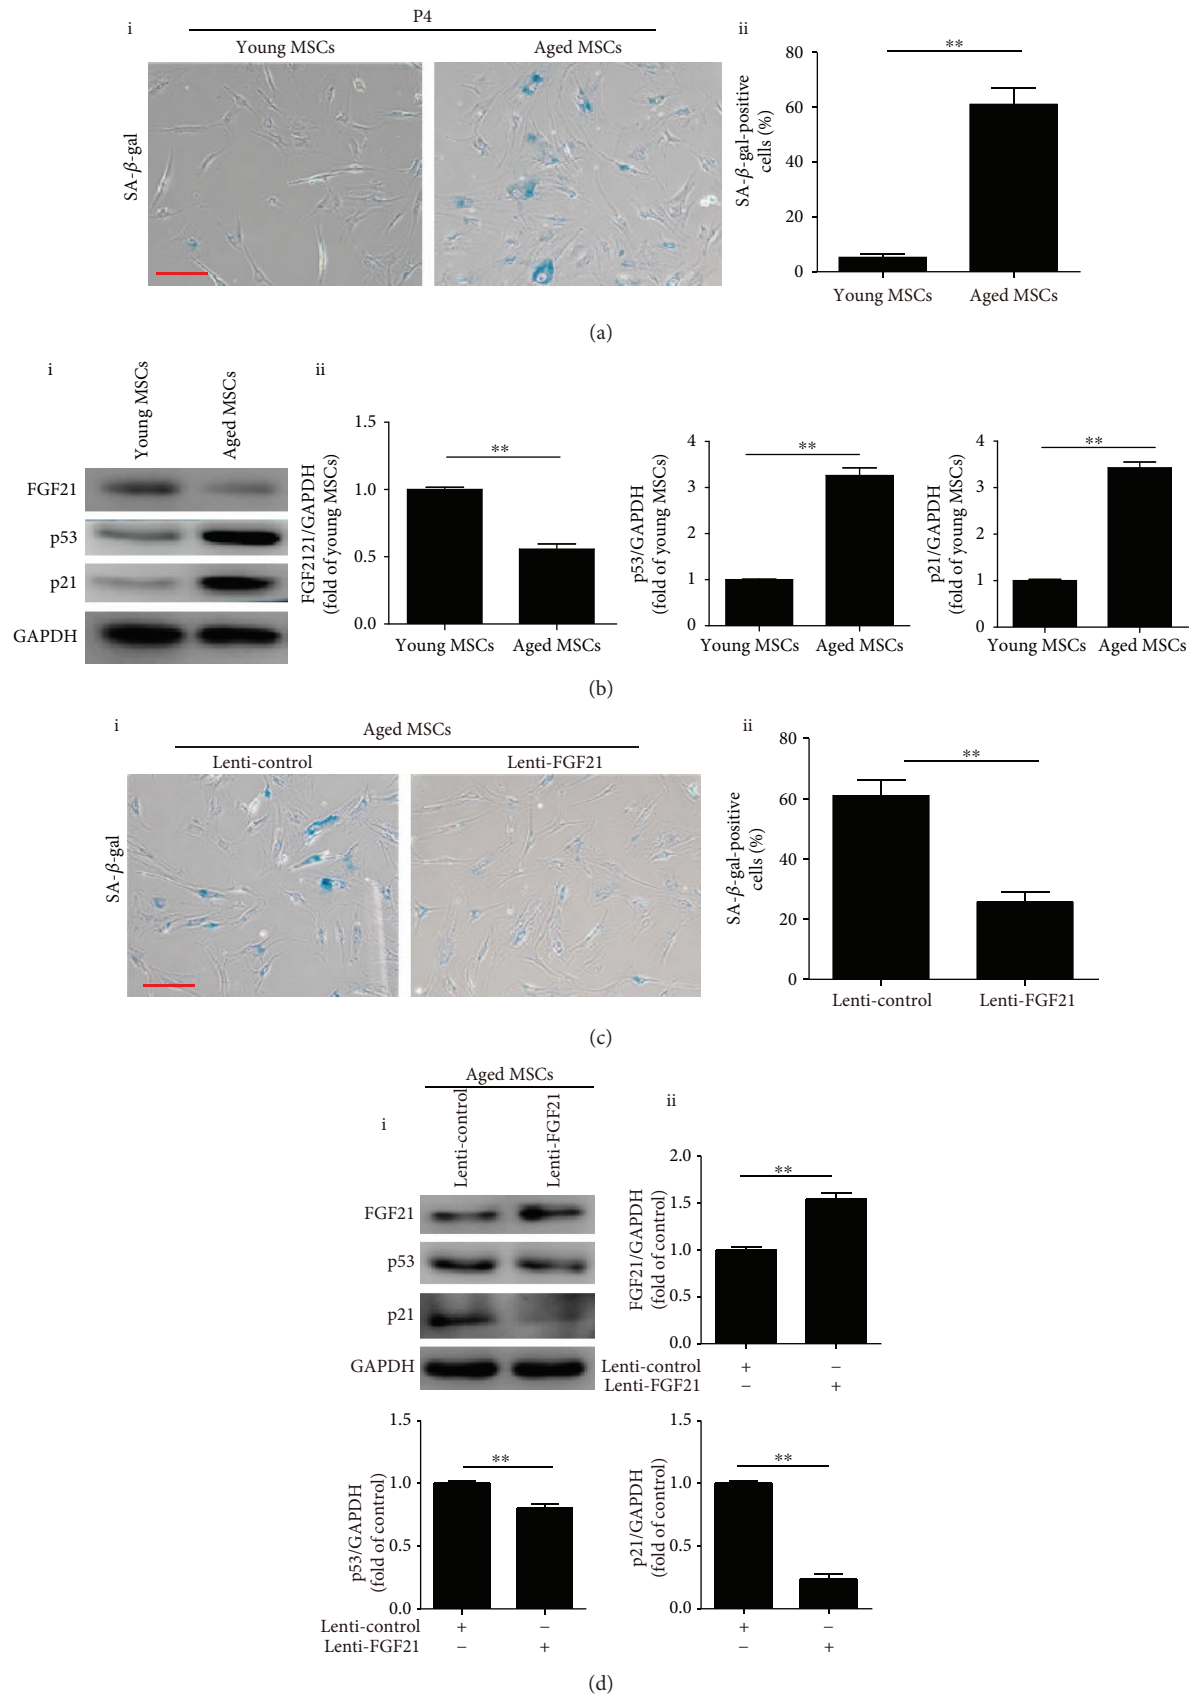 i
P4
Young MSCs
Aged MSCs
SA-β-gal
ii
SA-β-gal-positive
cells (%)
80
60
40
20
0
**
Young MSCs
Aged MSCs
(a)
i
Young MSCs
Aged MSCs
FGF21
p53
p21
GAPDH
ii
FGF2121/GAPDH
(fold of young MSCs)
1.5
1.0
0.5
0.0
**
Young MSCs
Aged MSCs
p53/GAPDH
(fold of young MSCs)
4
3
2
1
0
**
Young MSCs
Aged MSCs
p21/GAPDH
(fold of young MSCs)
4
3
2
1
0
**
Young MSCs
Aged MSCs
(b)
i
Aged MSCs
Lenti-control
Lenti-FGF21
SA-β-gal
ii
SA-β-gal-positive
cells (%)
80
60
40
20
0
**
Lenti-control
Lenti-FGF21
(c)
Aged MSCs
i
Lenti-control
Lenti-FGF21
FGF21
p53
p21
GAPDH
ii
FGF21/GAPDH
(fold of control)
2.0
1.5
1.0
0.5
0.0
**
Lenti-control + −
Lenti-FGF21 − +
p53/GAPDH
(fold of control)
1.5
1.0
0.5
0.0
**
Lenti-control + −
Lenti-FGF21 − +
p21/GAPDH
(fold of control)
1.5
1.0
0.5
0.0
**
+ −
− +
(d)